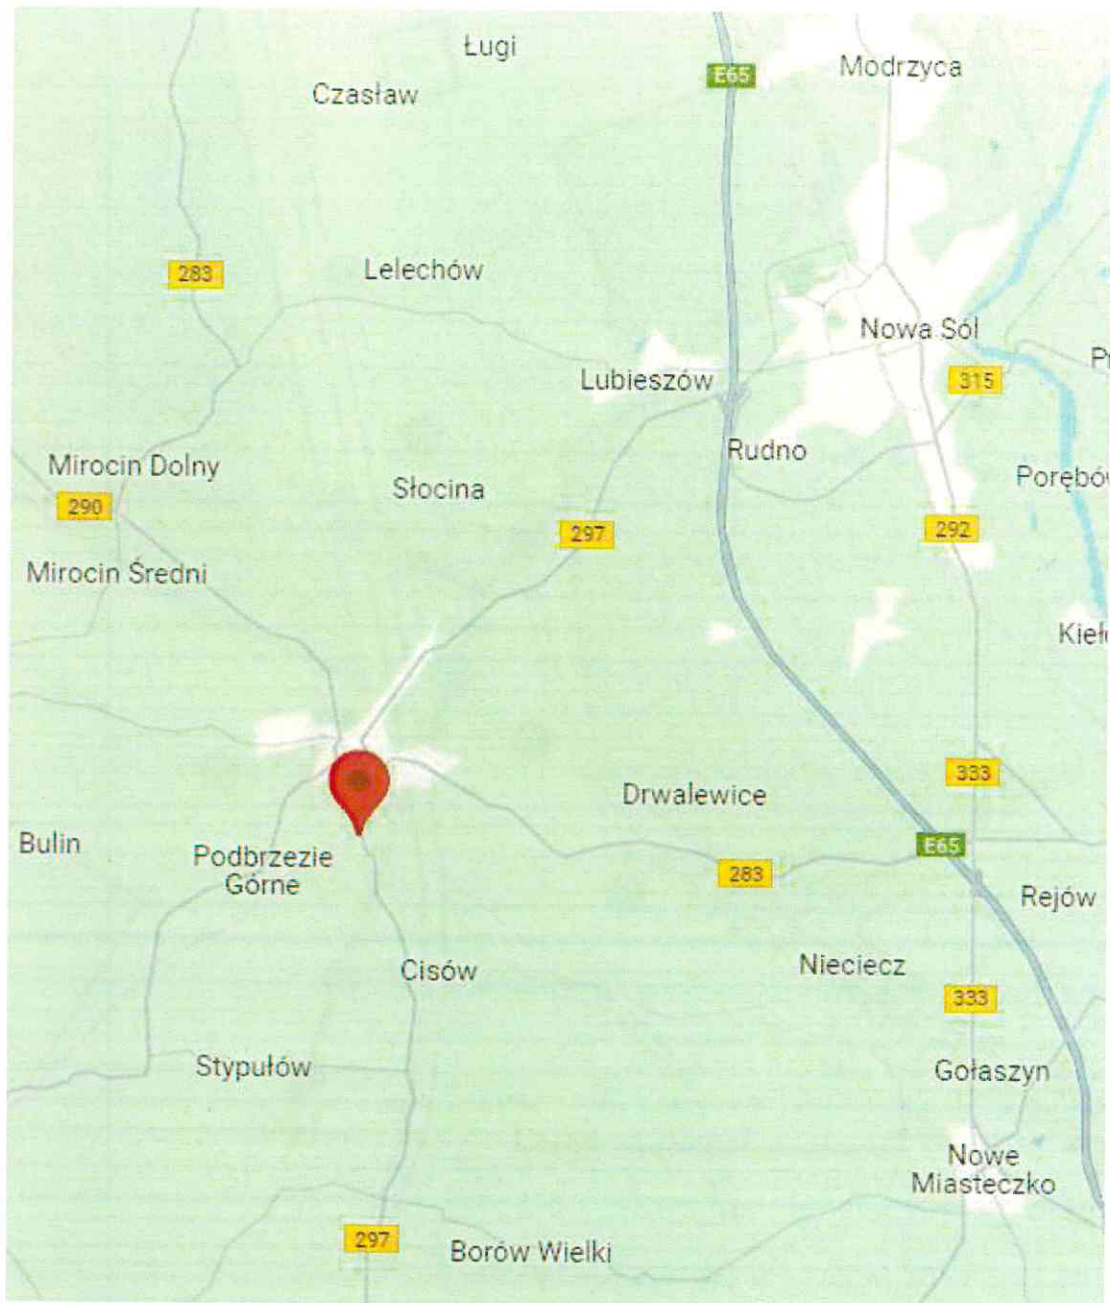 Ługi
Modrzyca
E65
Czasław
Lelechów
283
Nowa Sól
Lubieszów
315
Rudno
Mirocin Dolny
Słocina
290
297
292
Mirocin Średni
333
Drwalewice
Bulin
E65
Podbrzezie
Górne
283
Rejów
Cisów
Nieciecz
333
Stypułów
Gołaszyn
Nowe
Miasteczko
297
Borów Wielki